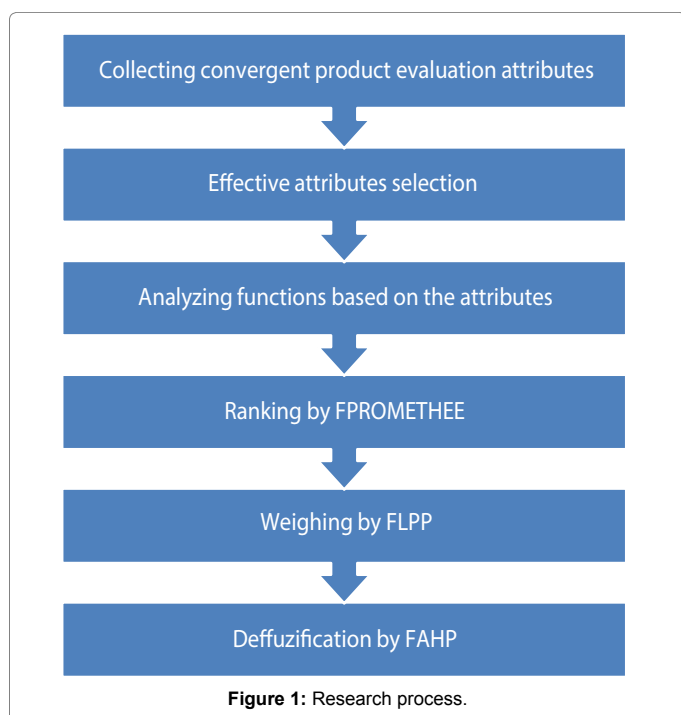 Collecting convergent product evaluation attributes
Effective attributes selection
Analyzing functions based on the attributes
Ranking by FPROMETHEE
Weighing by FLPP
Deffuzification by FAHP
Figure 1: Research process.